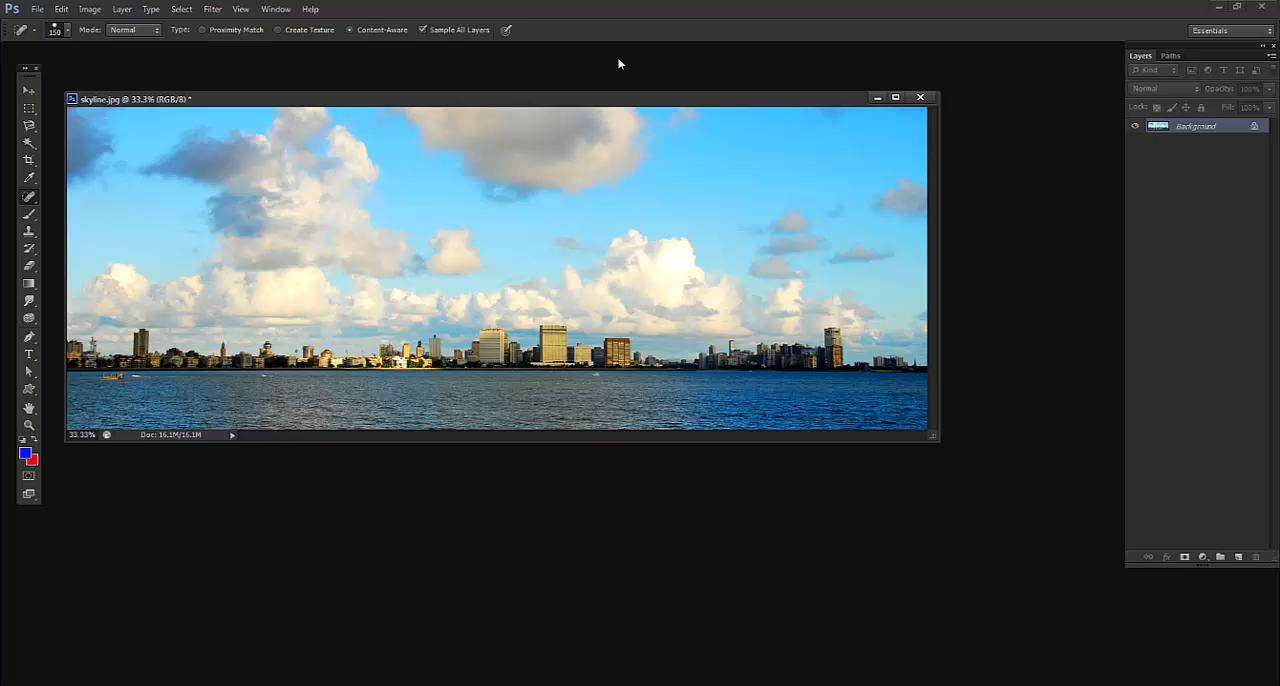 Ps File Edit Image Layer Type Select Filter View Window Help
150 Mode: Normal Type: Proximity Match Create Texture Content-Aware Sample All Layers Essentials
Layers Paths
Kind
Normal Opacity: 100%
Lock: Fill: 100%
Background
Ps skyline.jpg @ 33.3% (RGB/8) *
33.33% Doc: 16.1M/16.1M
T